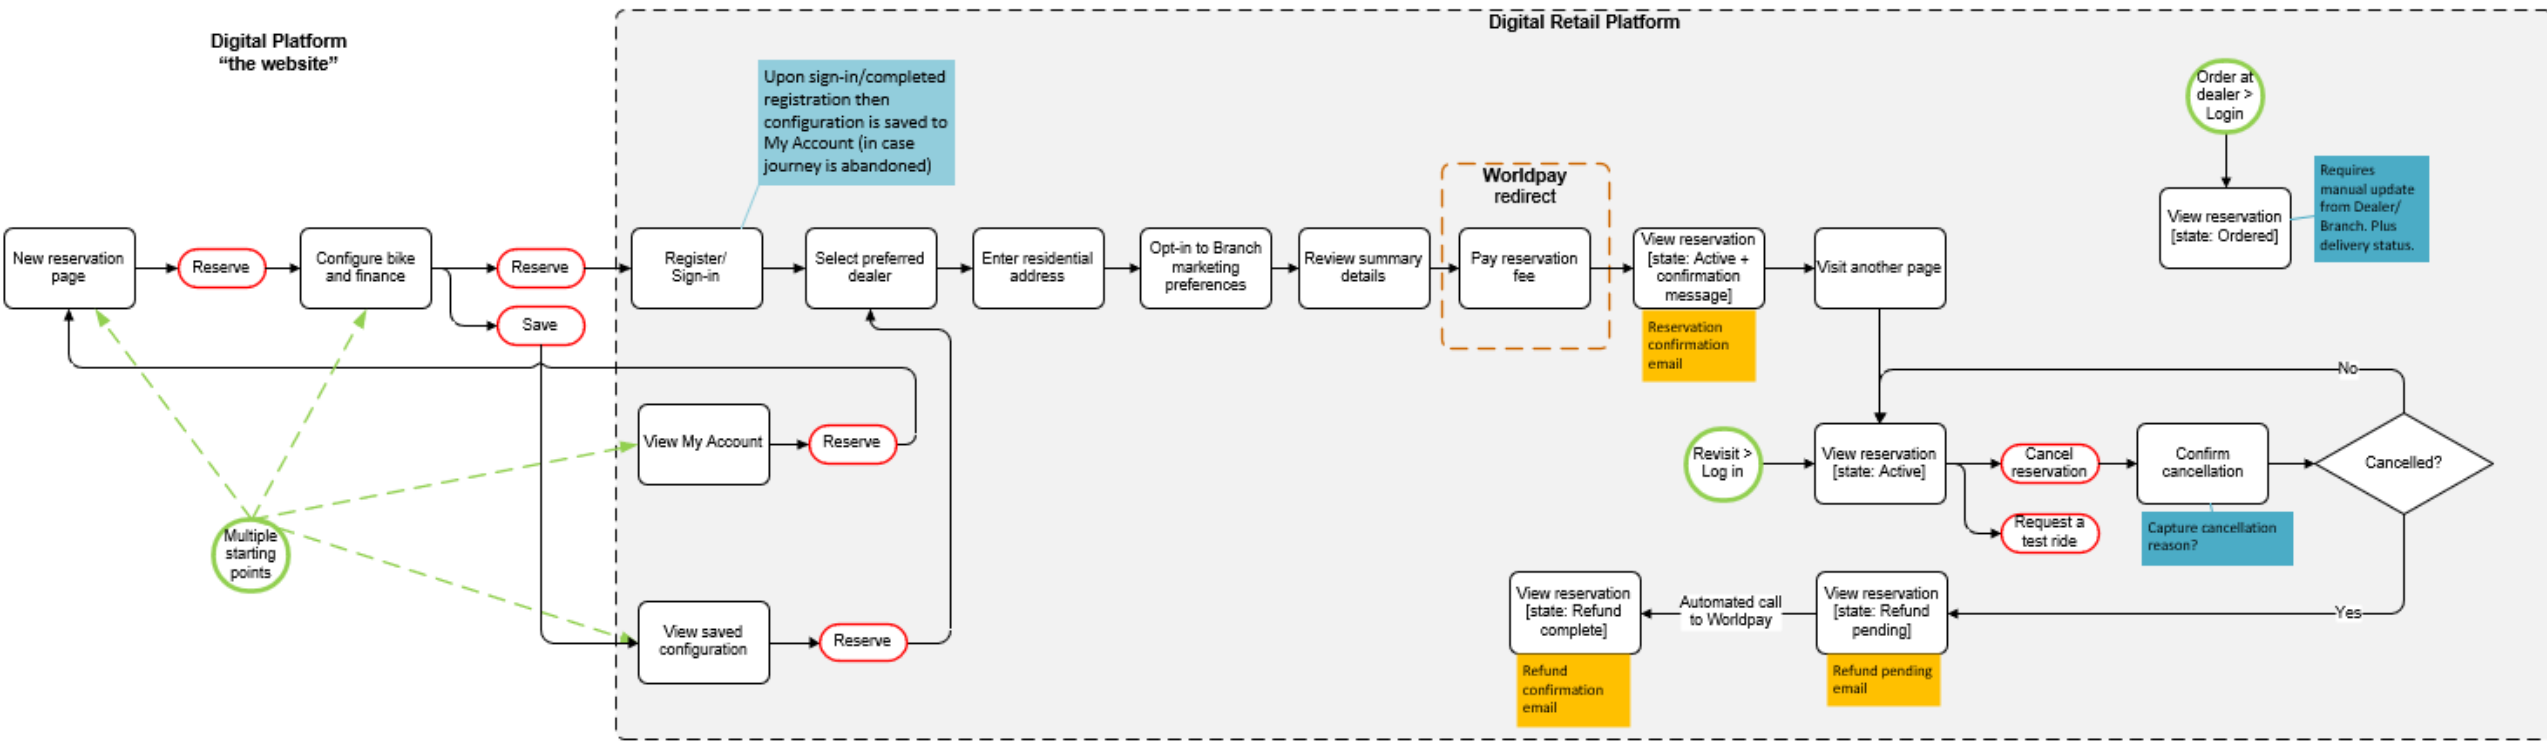 Digital Platform
“the website”
Digital Retail Platform
Upon sign-in/completed
registration then
configuration is saved to
My Account (in case
journey is abandoned)
Order at
dealer >
Login
Requires
manual update
from Dealer/
Branch. Plus
delivery status.
View reservation
[state: Ordered]
Worldpay
redirect
New reservation
page
Reserve
Configure bike
and finance
Reserve
Save
Register/
Sign-in
Select preferred
dealer
Enter residential
address
Opt-in to Branch
marketing
preferences
Review summary
details
Pay reservation
fee
View reservation
[state: Active +
confirmation
message]
Visit another page
Reservation
confirmation
email
No
View My Account
Reserve
Revisit >
Log in
View reservation
[state: Active]
Cancel
reservation
Confirm
cancellation
Cancelled?
Request a
test ride
Capture cancellation
reason?
Multiple
starting
points
View saved
configuration
Reserve
View reservation
[state: Refund
complete]
Automated call
to Worldpay
View reservation
[state: Refund
pending]
Yes
Refund
confirmation
email
Refund pending
email